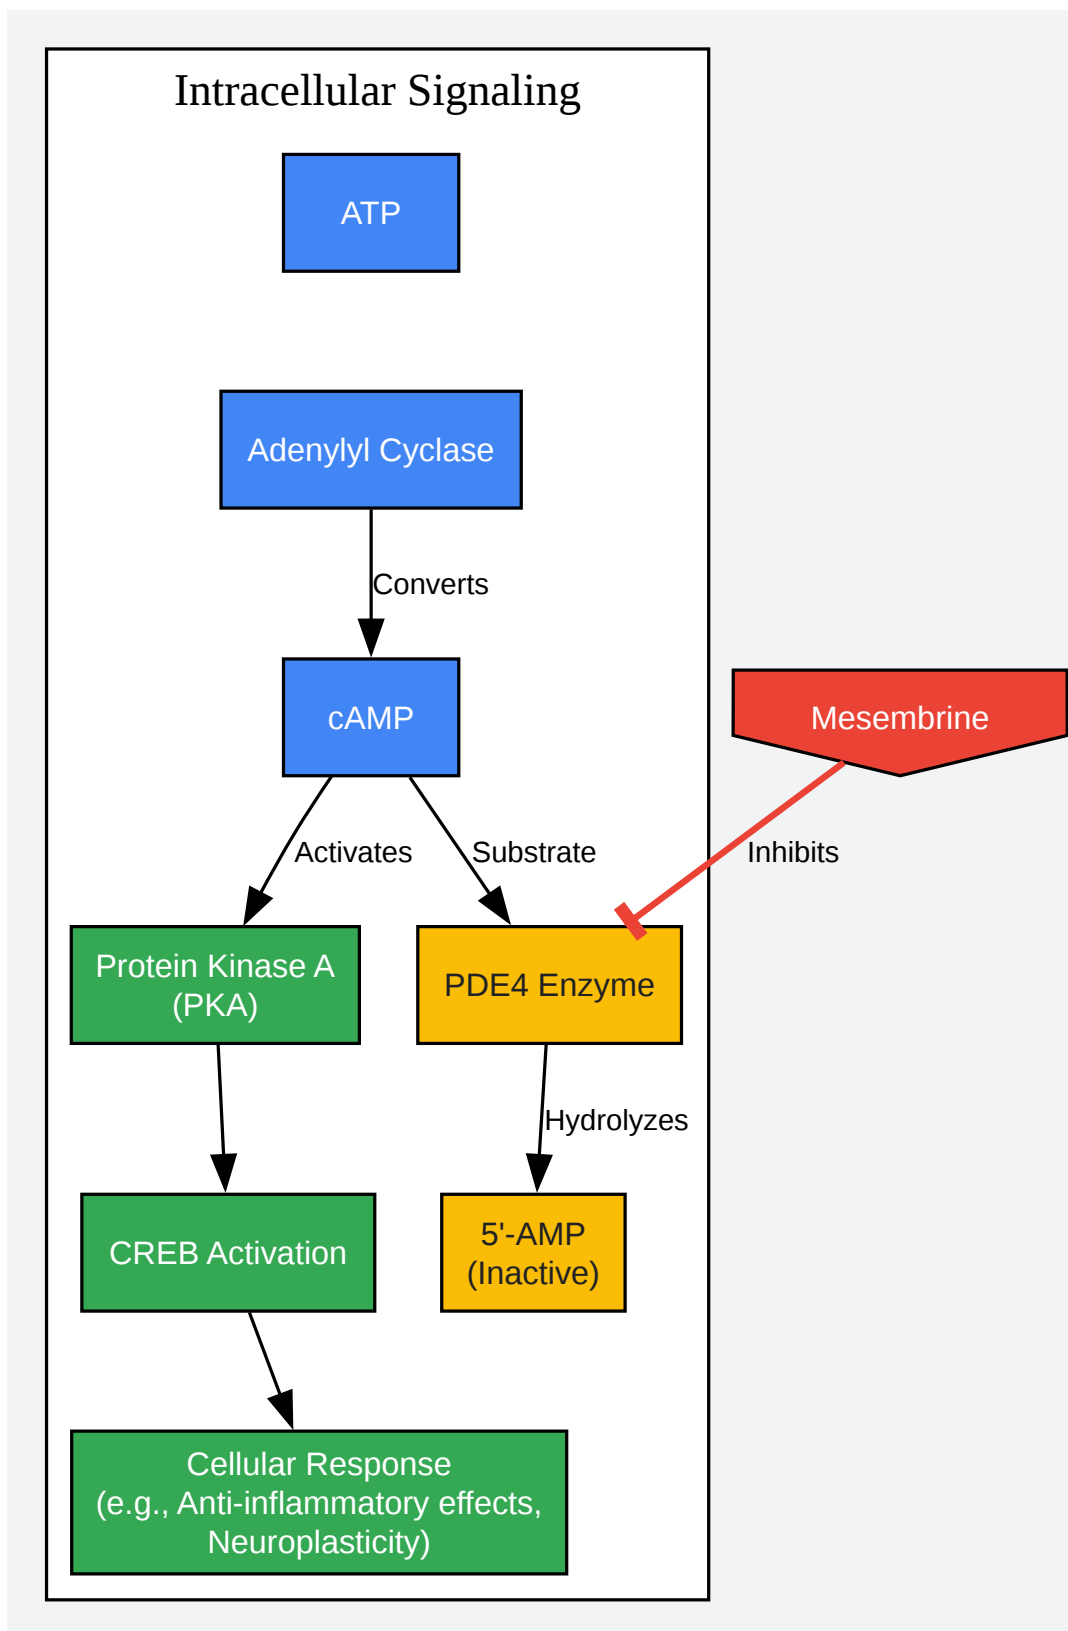 Intracellular Signaling
ATP
Adenylyl Cyclase
Converts
cAMP
Mesembrine
Activates
Substrate
Inhibits
Protein Kinase A
(PKA)
PDE4 Enzyme
Hydrolyzes
CREB Activation
5'-AMP
(Inactive)
Cellular Response
(e.g., Anti-inflammatory effects,
Neuroplasticity)